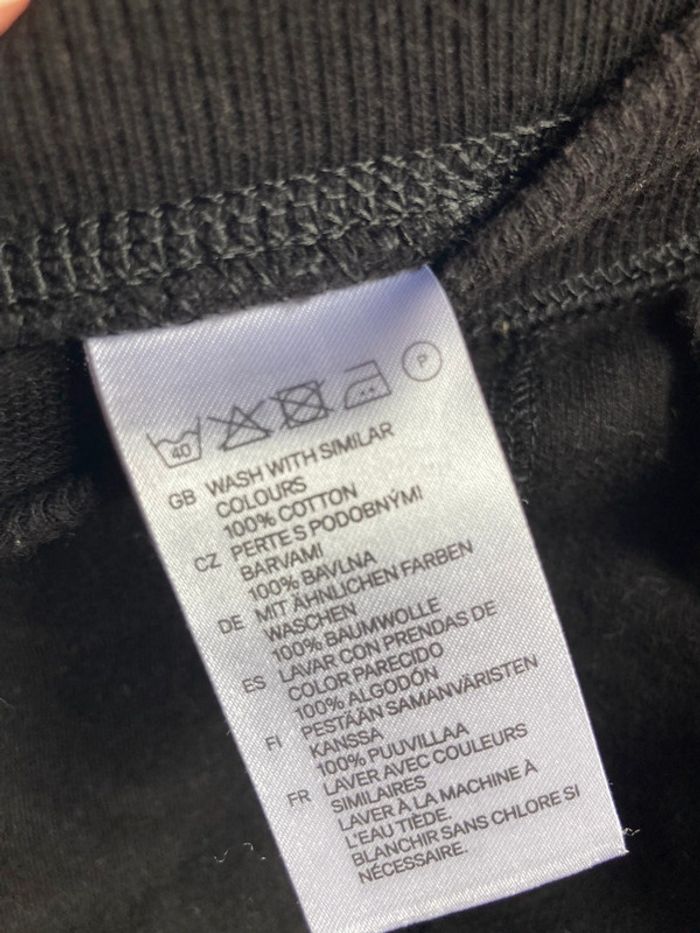 40 P
GB WASH WITH SIMILAR
COLOURS
100% COTTON
CZ PERTE S PODOBNÝMI
BARVAMI
100% BAVLNA
DE MIT ÄHNLICHEN FARBEN
WASCHEN
100% BAUMWOLLE
ES LAVAR CON PRENDAS DE
COLOR PARECIDO
100% ALGODÓN
FI PESTÄÄN SAMANVÄRISTEN
KANSSA
100% PUUVILLAA
FR LAVER AVEC COULEURS
SIMILAIRES
LAVER À LA MACHINE À
L'EAU TIÈDE.
BLANCHIR SANS CHLORE SI
NÉCESSAIRE.